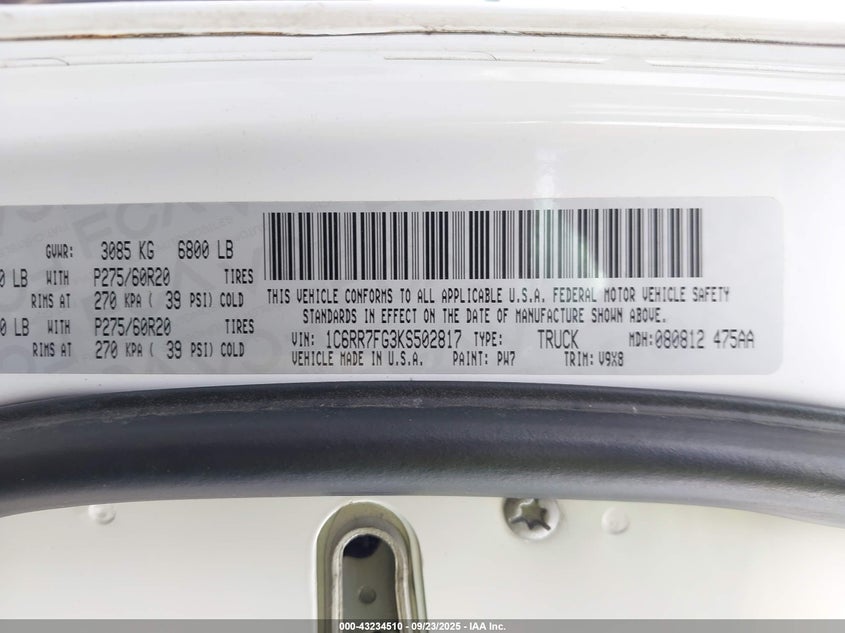 GVWR: 3085 KG 6800 LB
0 LB WITH P275/60R20 TIRES
RIMS AT 270 KPA ( 39 PSI) COLD
0 LB WITH P275/60R20 TIRES
RIMS AT 270 KPA ( 39 PSI) COLD
THIS VEHICLE CONFORMS TO ALL APPLICABLE U.S.A. FEDERAL MOTOR VEHICLE SAFETY
STANDARDS IN EFFECT ON THE DATE OF MANUFACTURE SHOWN ABOVE.
VIN: 1C6RR7FG3KS502817 TYPE: TRUCK MDH:080812 475AA
VEHICLE MADE IN U.S.A. PAINT: PW7 TRIM: V9X8
000-43234510 - 09/23/2025 - IAA Inc.